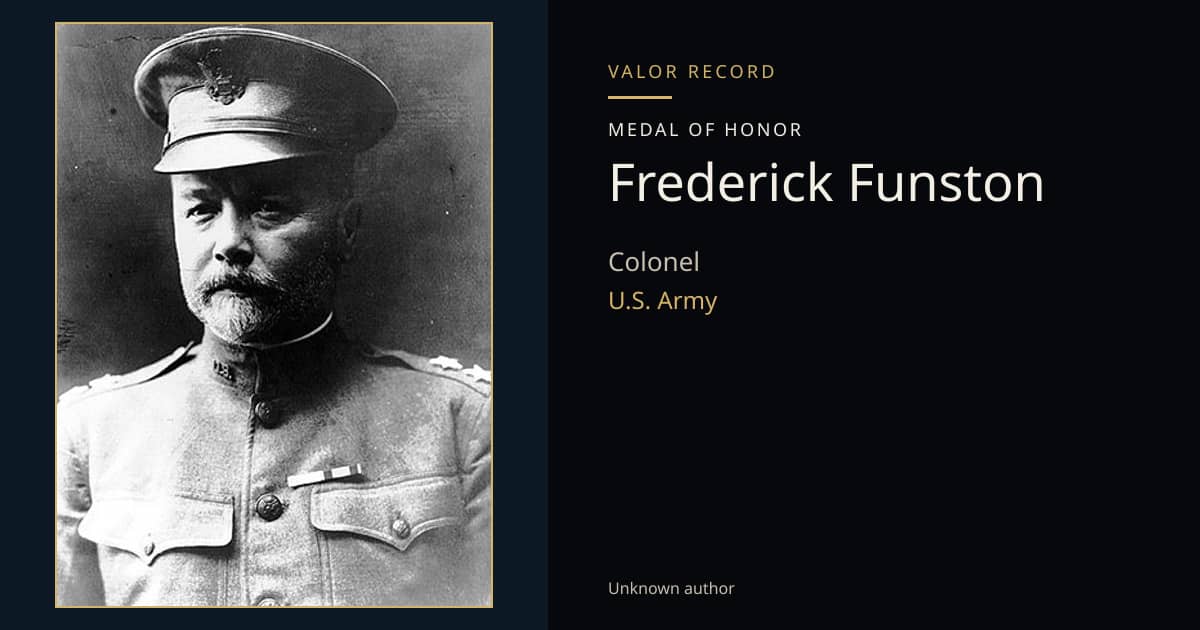 VALOR RECORD
MEDAL OF HONOR
Frederick Funston
Colonel
U.S. Army
Unknown author
U.S.